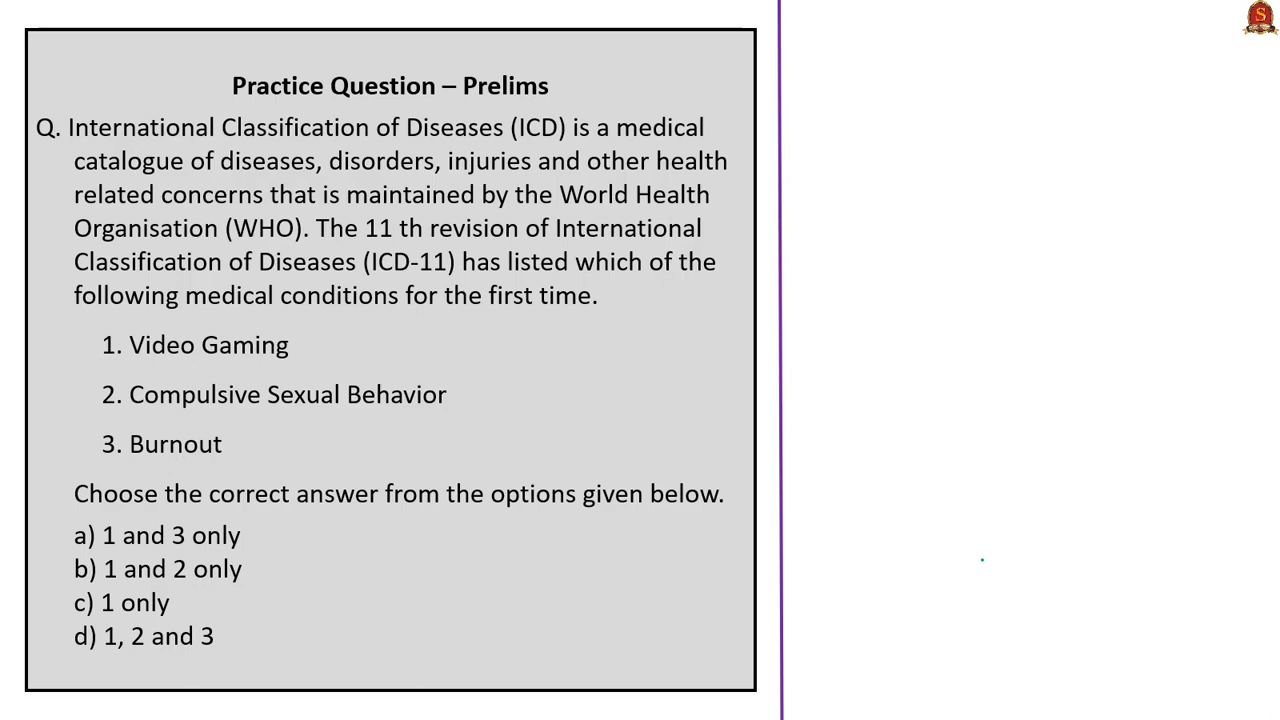 Practice Question – Prelims
Q. International Classification of Diseases (ICD) is a medical
catalogue of diseases, disorders, injuries and other health
related concerns that is maintained by the World Health
Organisation (WHO). The 11 th revision of International
Classification of Diseases (ICD-11) has listed which of the
following medical conditions for the first time.
1. Video Gaming
2. Compulsive Sexual Behavior
3. Burnout
Choose the correct answer from the options given below.
a) 1 and 3 only
b) 1 and 2 only
c) 1 only
d) 1, 2 and 3
S